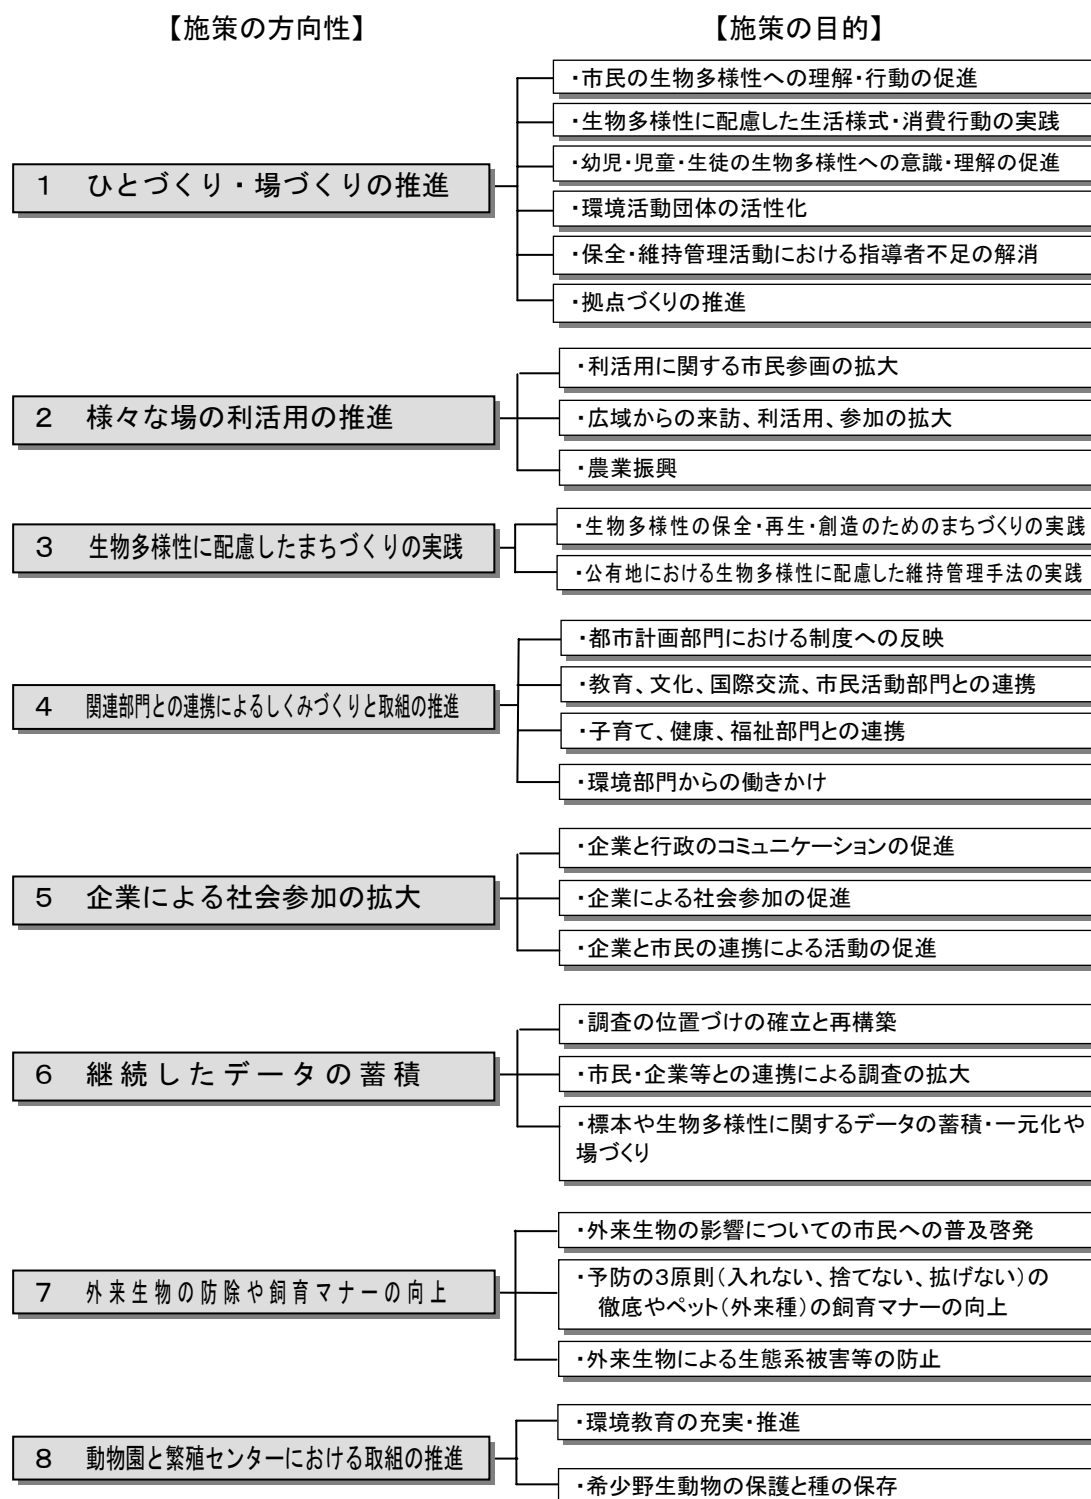 【施策の方向性】
【施策の目的】
1 ひとづくり・場づくりの推進
・市民の生物多様性への理解・行動の促進
・生物多様性に配慮した生活様式・消費行動の実践
・幼児・児童・生徒の生物多様性への意識・理解の促進
・環境活動団体の活性化
・保全・維持管理活動における指導者不足の解消
・拠点づくりの推進
2 様々な場の利活用の推進
・利活用に関する市民参画の拡大
・広域からの来訪、利活用、参加の拡大
・農業振興
3 生物多様性に配慮したまちづくりの実践
・生物多様性の保全・再生・創造のためのまちづくりの実践
・公有地における生物多様性に配慮した維持管理手法の実践
4 関連部門との連携によるしくみづくりと取組の推進
・都市計画部門における制度への反映
・教育、文化、国際交流、市民活動部門との連携
・子育て、健康、福祉部門との連携
・環境部門からの働きかけ
5 企業による社会参加の拡大
・企業と行政のコミュニケーションの促進
・企業による社会参加の促進
・企業と市民の連携による活動の促進
6 継続したデータの蓄積
・調査の位置づけの確立と再構築
・市民・企業等との連携による調査の拡大
・標本や生物多様性に関するデータの蓄積・一元化や
場づくり
7 外来生物の防除や飼育マナーの向上
・外来生物の影響についての市民への普及啓発
・予防の3原則（入れない、捨てない、拡げない）の
徹底やペット（外来種）の飼育マナーの向上
・外来生物による生態系被害等の防止
8 動物園と繁殖センターにおける取組の推進
・環境教育の充実・推進
・希少野生動物の保護と種の保存